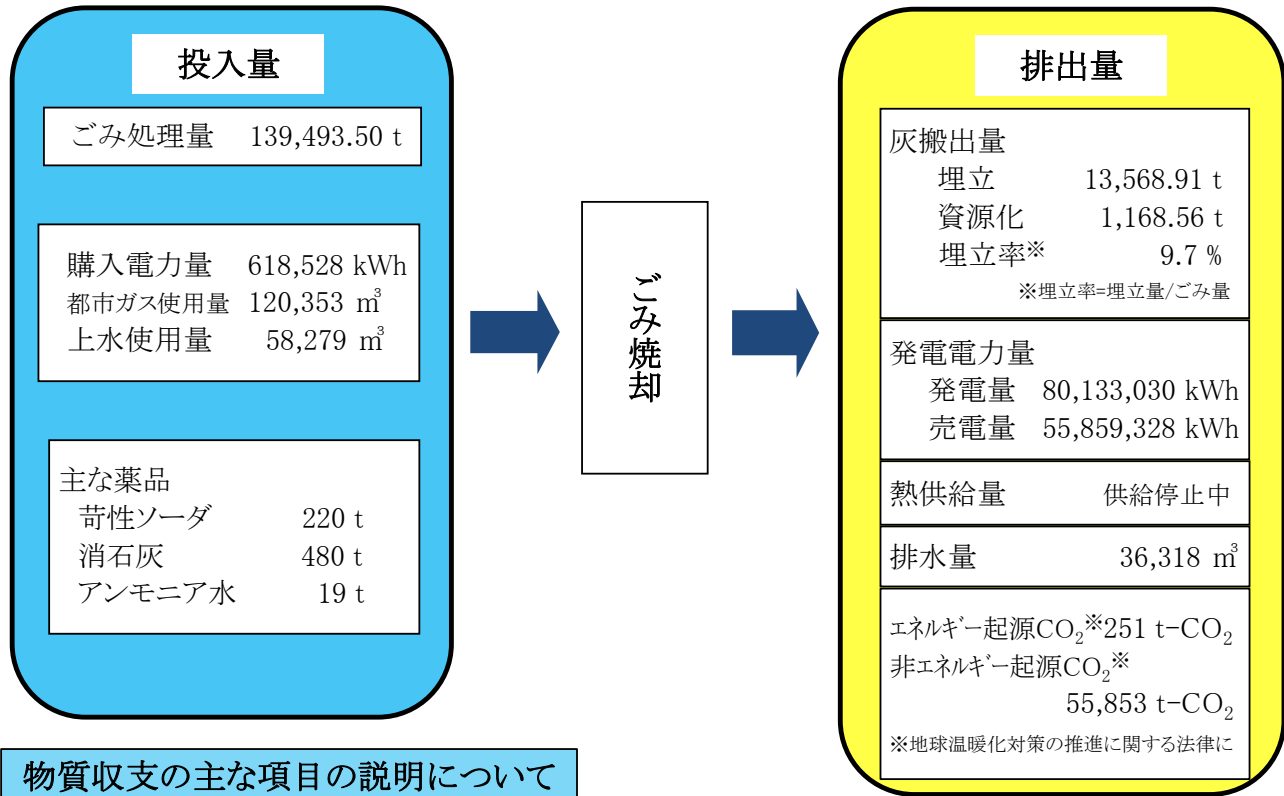 投入量
ごみ処理量 139,493.50 t
購入電力量 618,528 kWh
都市ガス使用量 120,353 ㎥
上水使用量 58,279 ㎥
主な薬品
苛性ソーダ 220 t
消石灰 480 t
アンモニア水 19 t
ごみ焼却
排出量
灰搬出量
埋立 13,568.91 t
資源化 1,168.56 t
埋立率※ 9.7 %
※埋立率=埋立量/ごみ量
発電電力量
発電量 80,133,030 kWh
売電量 55,859,328 kWh
熱供給量 供給停止中
排水量 36,318 ㎥
エネルギー起源CO₂※251 t-CO₂
非エネルギー起源CO₂※
55,853 t-CO₂
※地球温暖化対策の推進に関する法律に
物質収支の主な項目の説明について